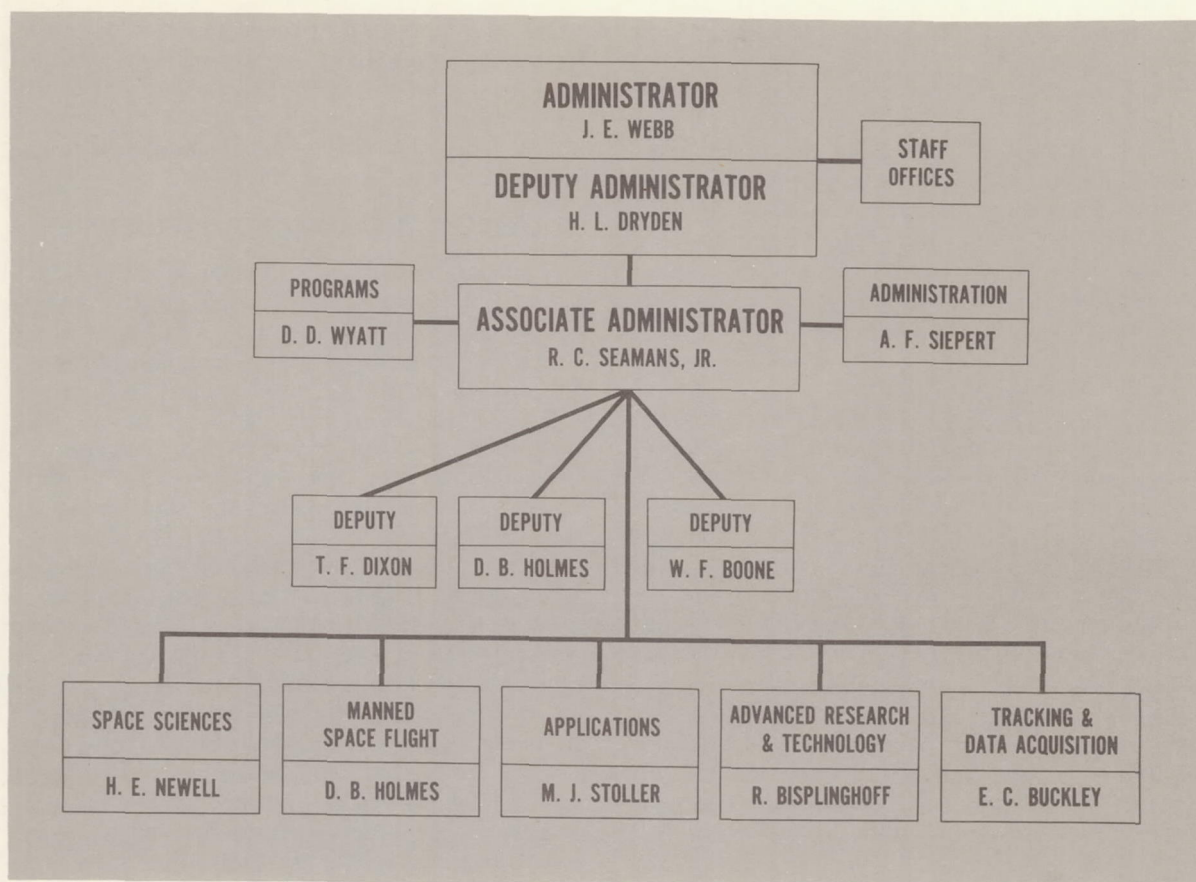 ADMINISTRATOR
J. E. WEBB
DEPUTY ADMINISTRATOR
H. L. DRYDEN
STAFF
OFFICES
PROGRAMS
D. D. WYATT
ASSOCIATE ADMINISTRATOR
R. C. SEAMANS, JR.
ADMINISTRATION
A. F. SIEPERT
DEPUTY
T. F. DIXON
DEPUTY
D. B. HOLMES
DEPUTY
W. F. BOONE
SPACE SCIENCES
H. E. NEWELL
MANNED
SPACE FLIGHT
D. B. HOLMES
APPLICATIONS
M. J. STOLLER
ADVANCED RESEARCH
& TECHNOLOGY
R. BISPLINGHOFF
TRACKING &
DATA ACQUISITION
E. C. BUCKLEY